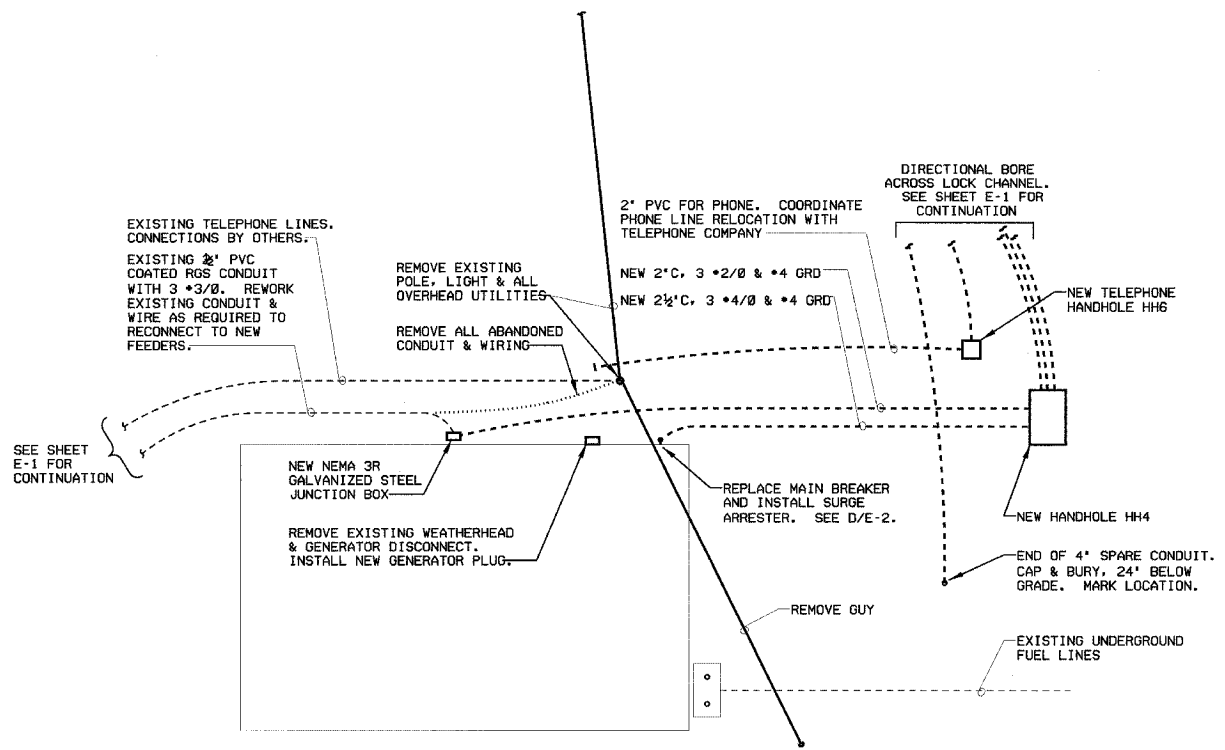 DIRECTIONAL BORE
ACROSS LOCK CHANNEL.
SEE SHEET E-1 FOR
CONTINUATION
2" PVC FOR PHONE. COORDINATE
PHONE LINE RELOCATION WITH
TELEPHONE COMPANY
EXISTING TELEPHONE LINES.
CONNECTIONS BY OTHERS.
EXISTING 2½" PVC
COATED RGS CONDUIT
WITH 3 #3/0. REWORK
EXISTING CONDUIT &
WIRE AS REQUIRED TO
RECONNECT TO NEW
FEEDERS.
REMOVE EXISTING
POLE, LIGHT & ALL
OVERHEAD UTILITIES
NEW 2"C, 3 #2/0 & #4 GRD
NEW 2½"C, 3 #4/0 & #4 GRD
NEW TELEPHONE
HANDHOLE HH6
REMOVE ALL ABANDONED
CONDUIT & WIRING
SEE SHEET
E-1 FOR
CONTINUATION
NEW NEMA 3R
GALVANIZED STEEL
JUNCTION BOX
REPLACE MAIN BREAKER
AND INSTALL SURGE
ARRESTER. SEE D/E-2.
NEW HANDHOLE HH4
REMOVE EXISTING WEATHERHEAD
& GENERATOR DISCONNECT.
INSTALL NEW GENERATOR PLUG.
END OF 4" SPARE CONDUIT.
CAP & BURY, 24" BELOW
GRADE. MARK LOCATION.
REMOVE GUY
EXISTING UNDERGROUND
FUEL LINES